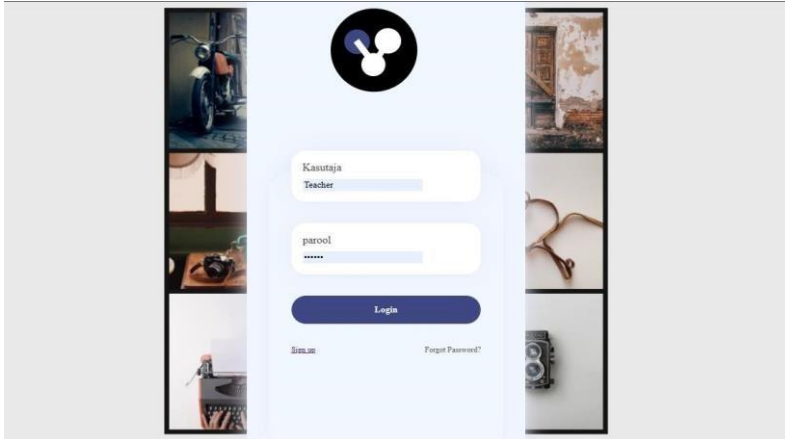 Kasutaja
Teacher
parool
••••••
Login
Sign up
Forgot Password?